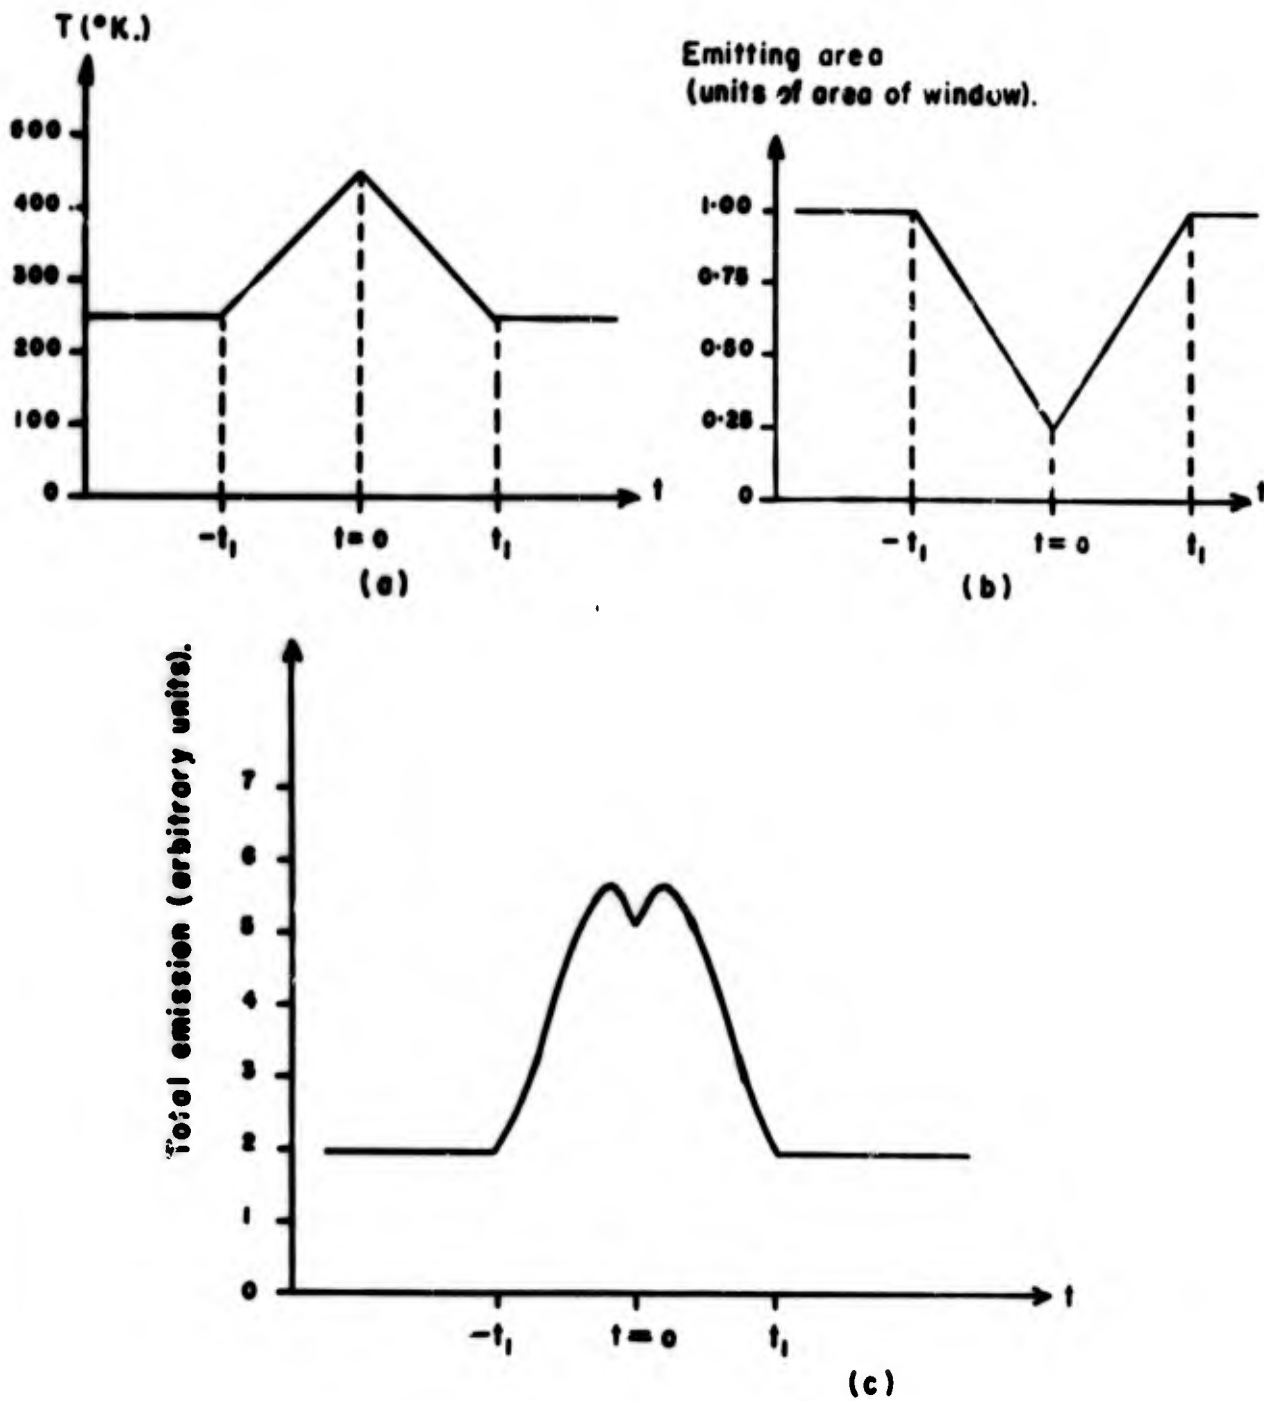 T (°K.)
500
400
300
200
100
0
-t₁
t=0
t₁
t
(a)
Emitting area
(units of area of window).
1·00
0·75
0·50
0·25
0
-t₁
t=0
t₁
t
(b)
Total emission (arbitrary units).
7
6
5
4
3
2
1
0
-t₁
t=0
t₁
t
(c)